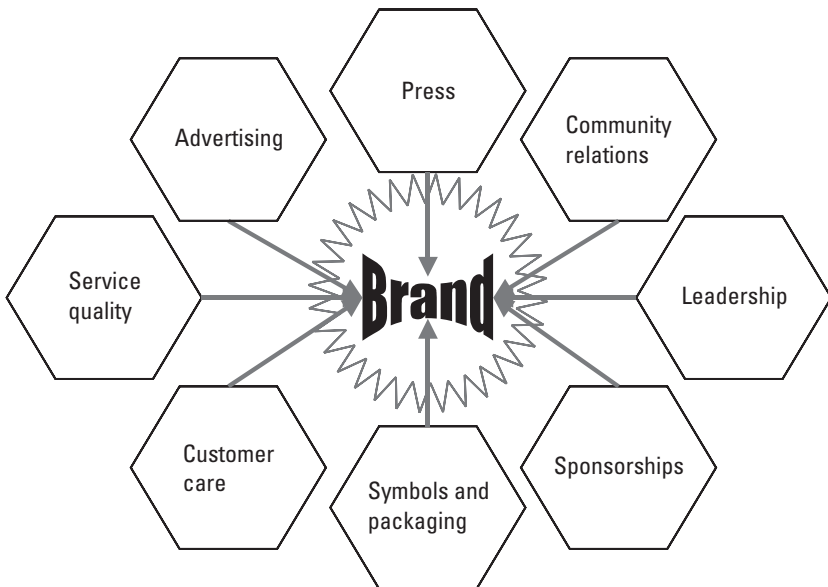 Press
Advertising
Community
relations
Service
quality
Brand
Leadership
Customer
care
Symbols and
packaging
Sponsorships